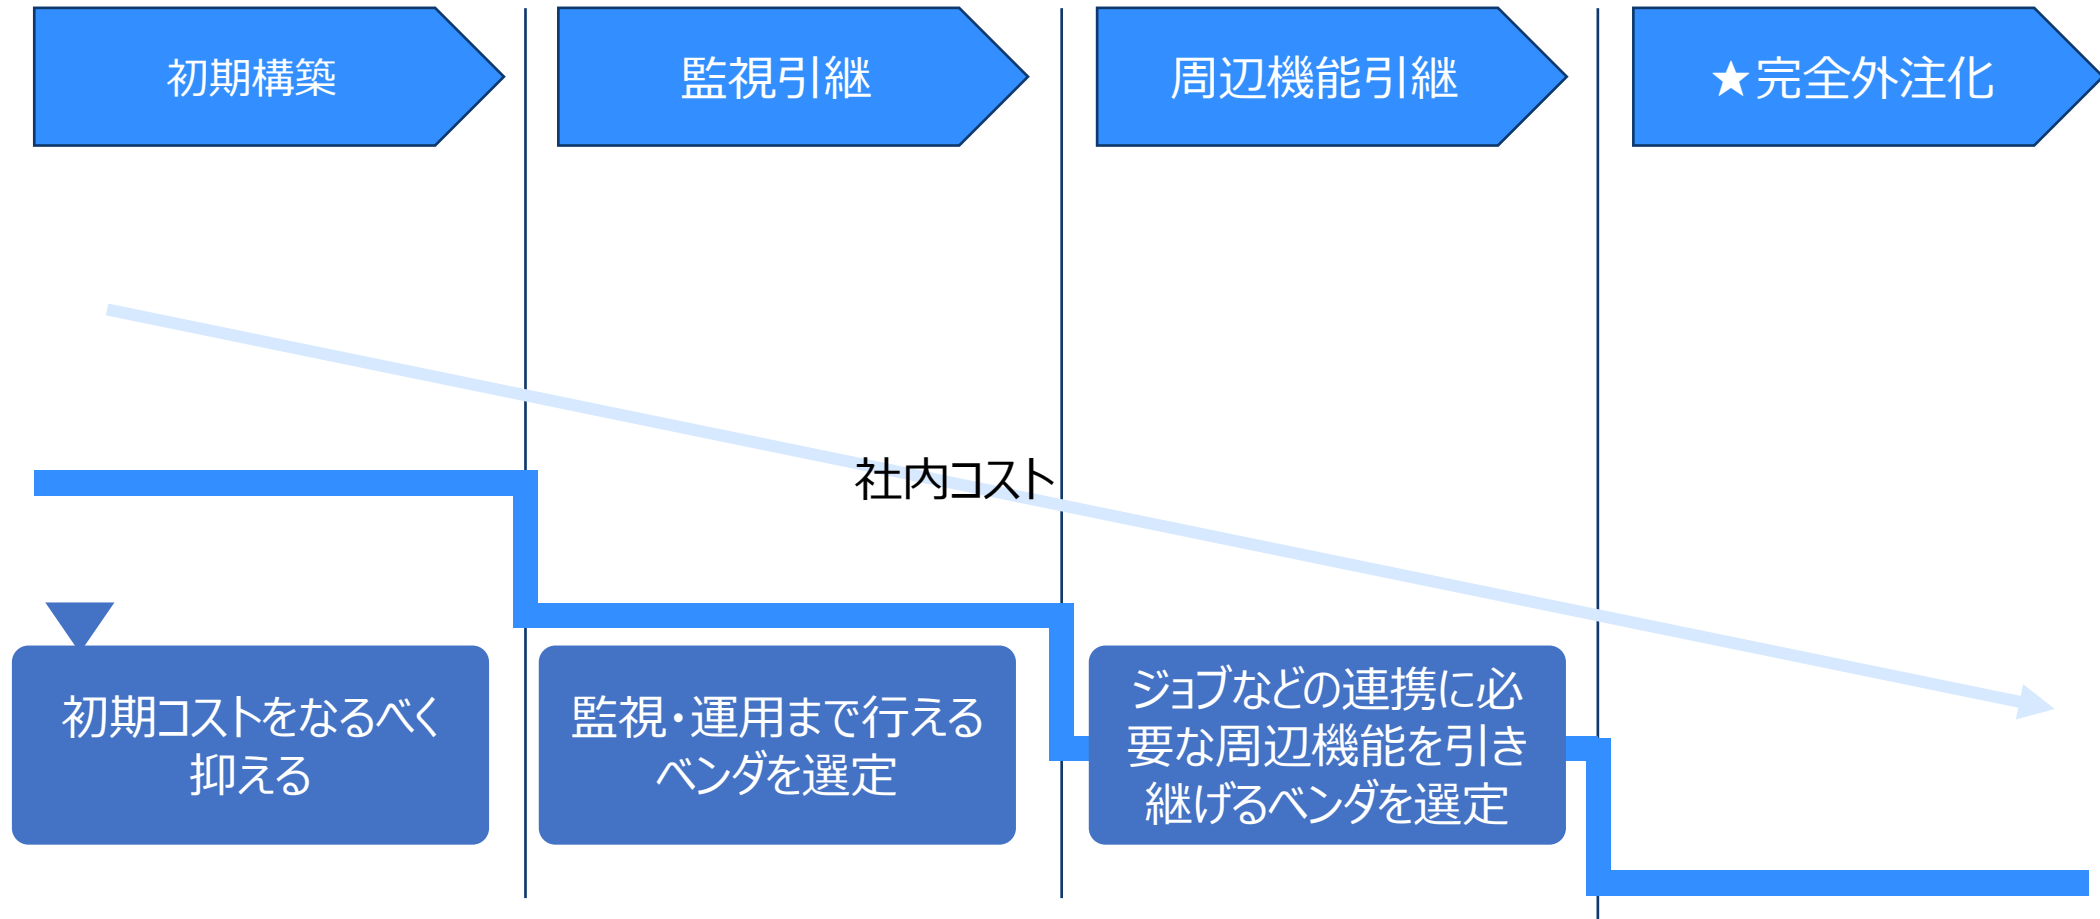 初期構築
監視引継
周辺機能引継
★完全外注化
社内コスト
初期コストをなるべく
抑える
監視・運用まで行える
ベンダを選定
ジョブなどの連携に必
要な周辺機能を引き
継げるベンダを選定